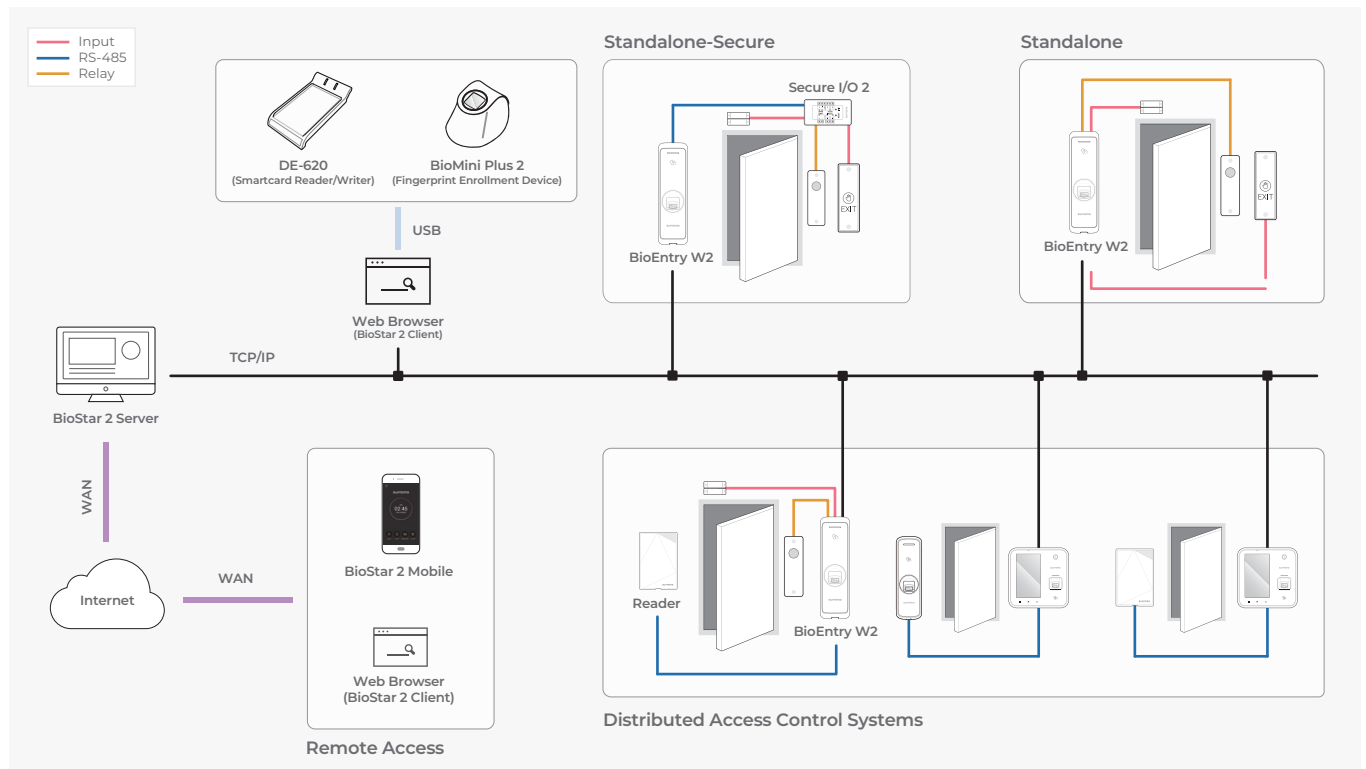 Input
RS-485
Relay
Standalone-Secure
Standalone
Secure I/O 2
DE-620
(Smartcard Reader/Writer)
BioMini Plus 2
(Fingerprint Enrollment Device)
EXIT
EXIT
BioEntry W2
BioEntry W2
USB
Web Browser
(BioStar 2 Client)
TCP/IP
BioStar 2 Server
WAN
02:45
BioStar 2 Mobile
WAN
Internet
Reader
BioEntry W2
Web Browser
(BioStar 2 Client)
Distributed Access Control Systems
Remote Access